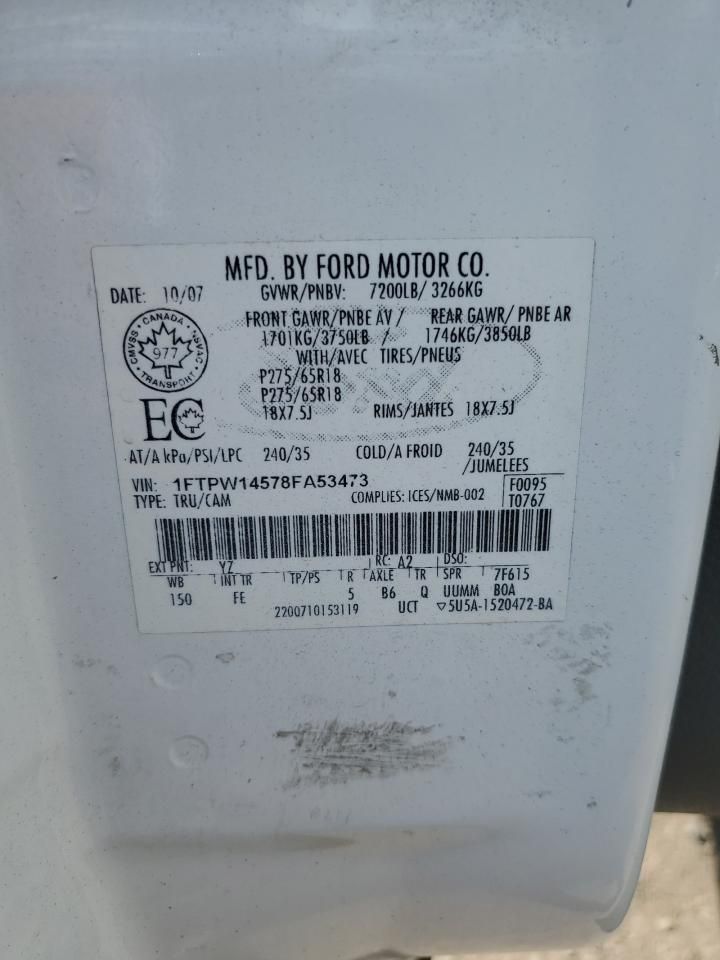 MFD. BY FORD MOTOR CO.
DATE: 10/07 GVWR/PNBV: 7200LB/ 3266KG
FRONT GAWR/PNBE AV / REAR GAWR/ PNBE AR
1701KG/3750LB / 1746KG/3850LB
WITH/AVEC TIRES/PNEUS
P275/65R18
P275/65R18
18X7.5J RIMS/JANTES 18X7.5J
CMVSS • CANADA • NSVAC
977
TRANSPORT
EC
AT/A kPa/PSI/LPC 240/35 COLD/A FROID 240/35
/JUMELEES
VIN: 1FTPW14578FA53473
TYPE: TRU/CAM COMPLIES: ICES/NMB-002
F0095
T0767
EXT PNT: YZ RC: A2 DSO:
WB INT TR TP/PS R AXLE TR SPR 7F615
150 FE 5 B6 Q UUMM BOA
2200710153119 UCT ▽5U5A-1520472-BA